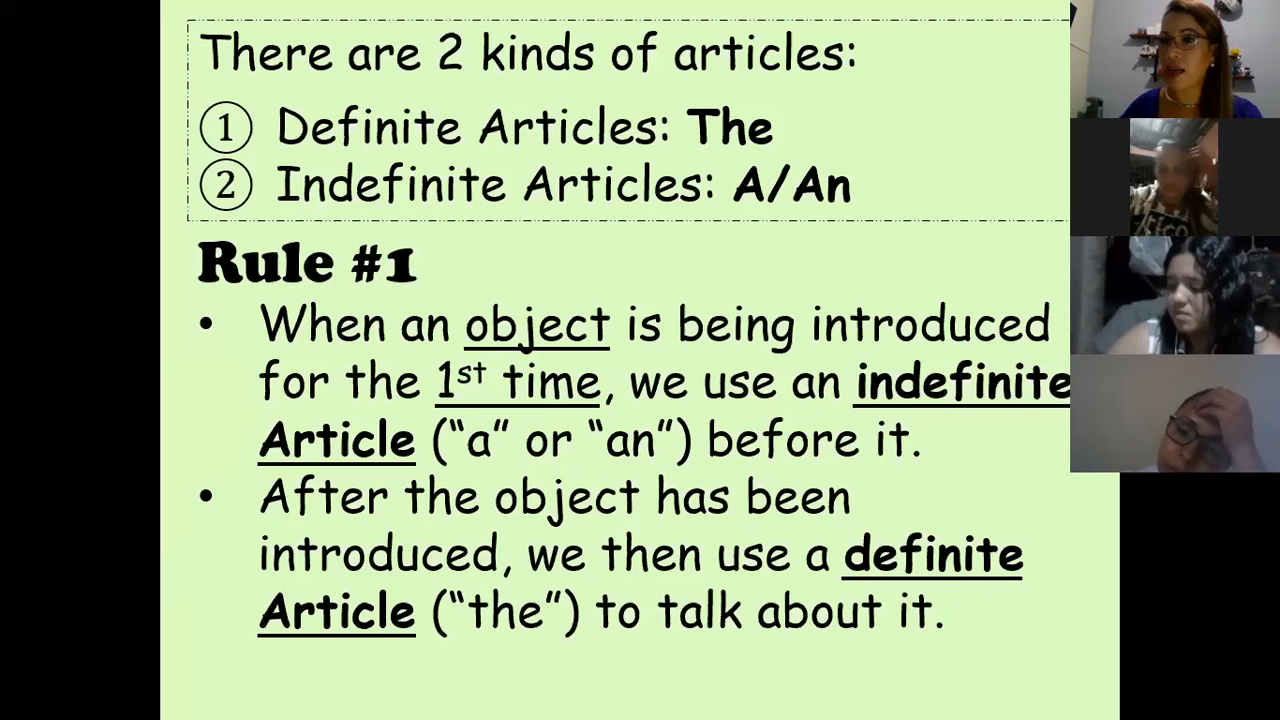 There are 2 kinds of articles:
① Definite Articles: The
② Indefinite Articles: A/An
Rule #1
• When an object is being introduced
for the 1st time, we use an indefinite
Article (“a” or “an”) before it.
• After the object has been
introduced, we then use a definite
Article (“the”) to talk about it.